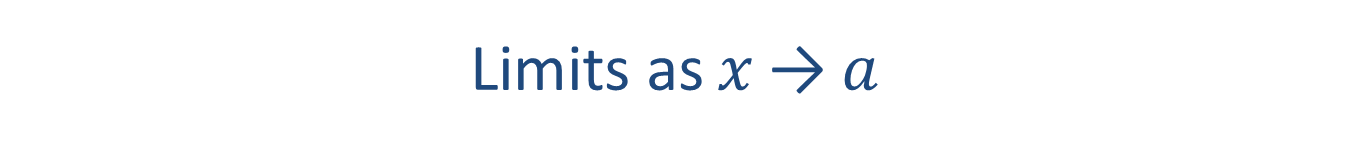 Limits as 𝑥 → 𝑎